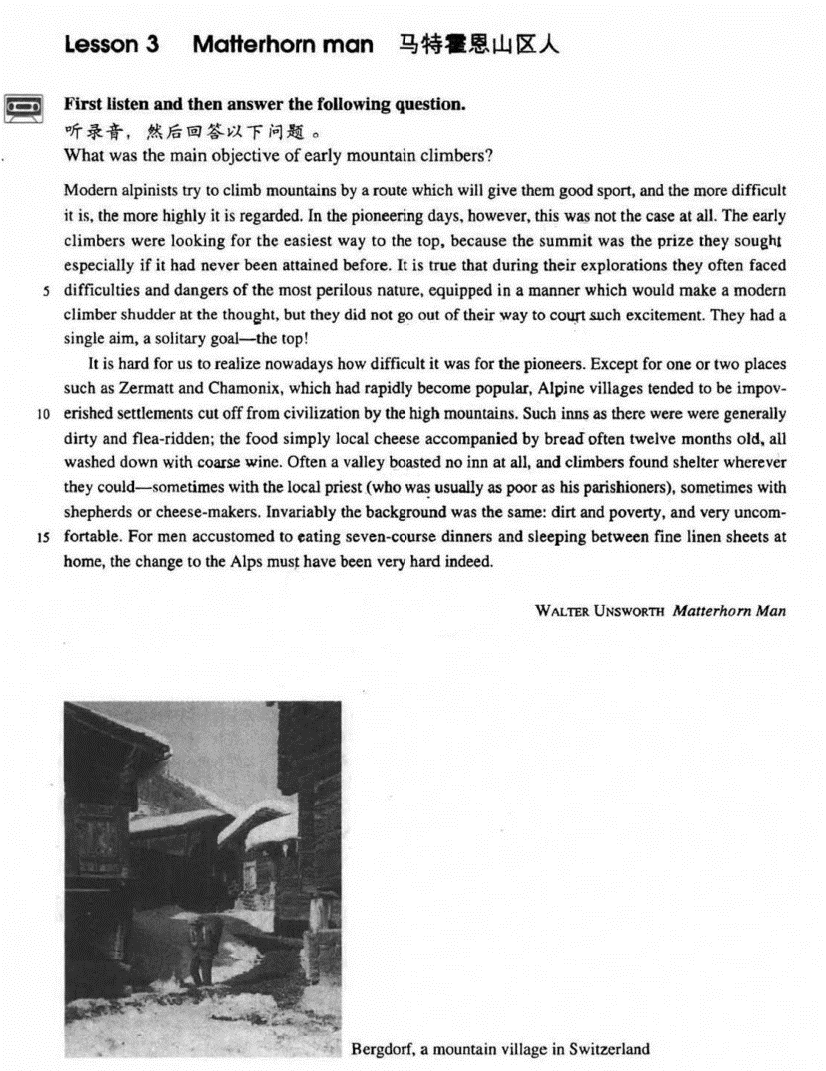 Lesson 3 Matterhorn man 马特霍恩山区人
First listen and then answer the following question.
听录音，然后回答以下问题。
What was the main objective of early mountain climbers?
Modern alpinists try to climb mountains by a route which will give them good sport, and the more difficult
it is, the more highly it is regarded. In the pioneering days, however, this was not the case at all. The early
climbers were looking for the easiest way to the top, because the summit was the prize they sought
especially if it had never been attained before. It is true that during their explorations they often faced
5 difficulties and dangers of the most perilous nature, equipped in a manner which would make a modern
climber shudder at the thought, but they did not go out of their way to court such excitement. They had a
single aim, a solitary goal—the top!
It is hard for us to realize nowadays how difficult it was for the pioneers. Except for one or two places
such as Zermatt and Chamonix, which had rapidly become popular, Alpine villages tended to be impov-
10 erished settlements cut off from civilization by the high mountains. Such inns as there were were generally
dirty and flea-ridden; the food simply local cheese accompanied by bread often twelve months old, all
washed down with coarse wine. Often a valley boasted no inn at all, and climbers found shelter wherever
they could—sometimes with the local priest (who was usually as poor as his parishioners), sometimes with
shepherds or cheese-makers. Invariably the background was the same: dirt and poverty, and very uncom-
15 fortable. For men accustomed to eating seven-course dinners and sleeping between fine linen sheets at
home, the change to the Alps must have been very hard indeed.
WALTER UNSWORTH Matterhorn Man
Bergdorf, a mountain village in Switzerland